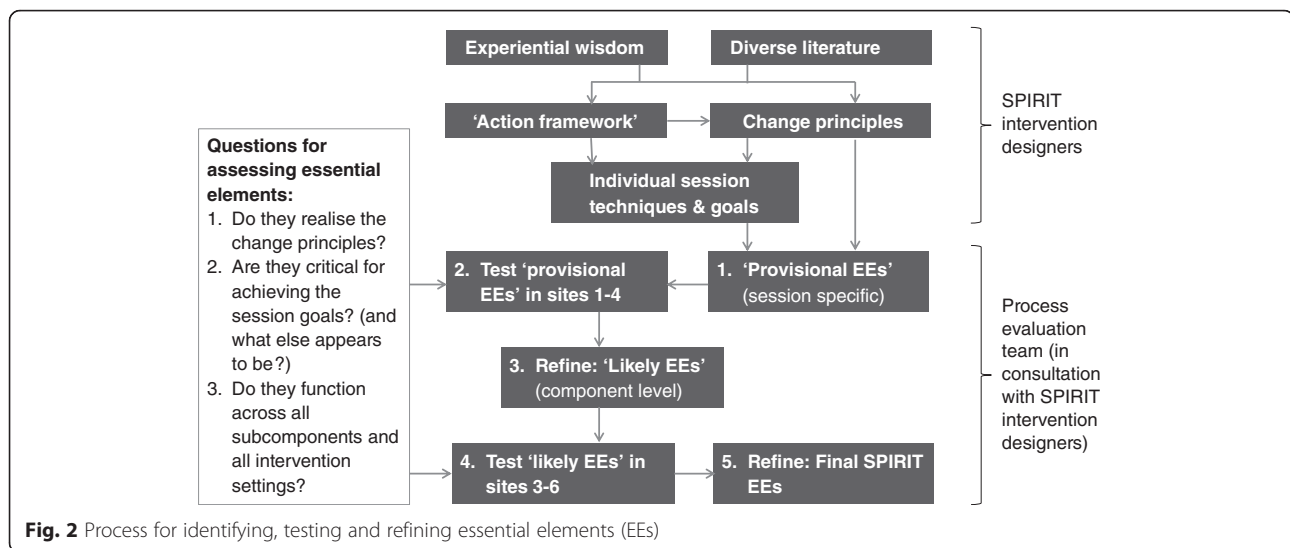 Experiential wisdom
Diverse literature
'Action framework'
Change principles
Individual session
techniques & goals
SPIRIT
intervention
designers
Questions for
assessing essential
elements:
1. Do they realise the
change principles?
2. Are they critical for
achieving the
session goals? (and
what else appears
to be?)
3. Do they function
across all
subcomponents and
all intervention
settings?
1. 'Provisional EEs'
(session specific)
2. Test 'provisional
EEs' in sites 1-4
3. Refine: 'Likely EEs'
(component level)
4. Test 'likely EEs' in
sites 3-6
5. Refine: Final SPIRIT
EEs
Process
evaluation
team (in
consultation
with SPIRIT
intervention
designers)
Fig. 2 Process for identifying, testing and refining essential elements (EEs)